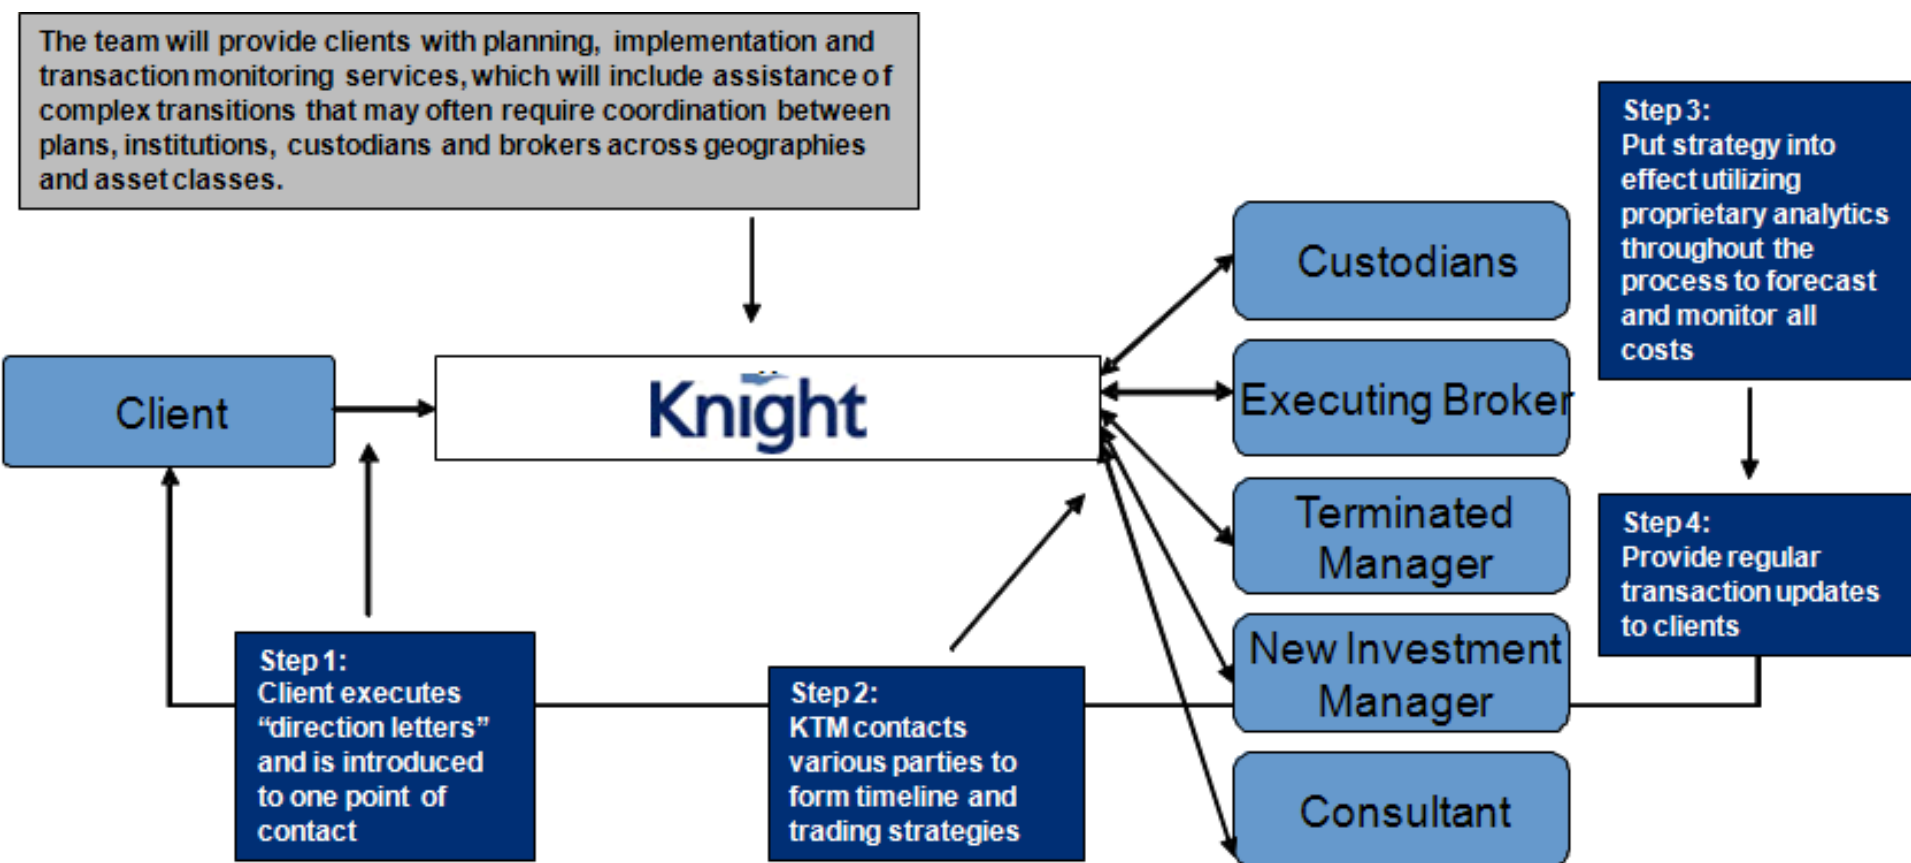 The team will provide clients with planning, implementation and
transaction monitoring services, which will include assistance of
complex transitions that may often require coordination between
plans, institutions, custodians and brokers across geographies
and asset classes.
Client
Knight
Custodians
Executing Broker
Terminated
Manager
New Investment
Manager
Consultant
Step 1:
Client executes
“direction letters”
and is introduced
to one point of
contact
Step 2:
KTM contacts
various parties to
form timeline and
trading strategies
Step 3:
Put strategy into
effect utilizing
proprietary analytics
throughout the
process to forecast
and monitor all
costs
Step 4:
Provide regular
transaction updates
to clients